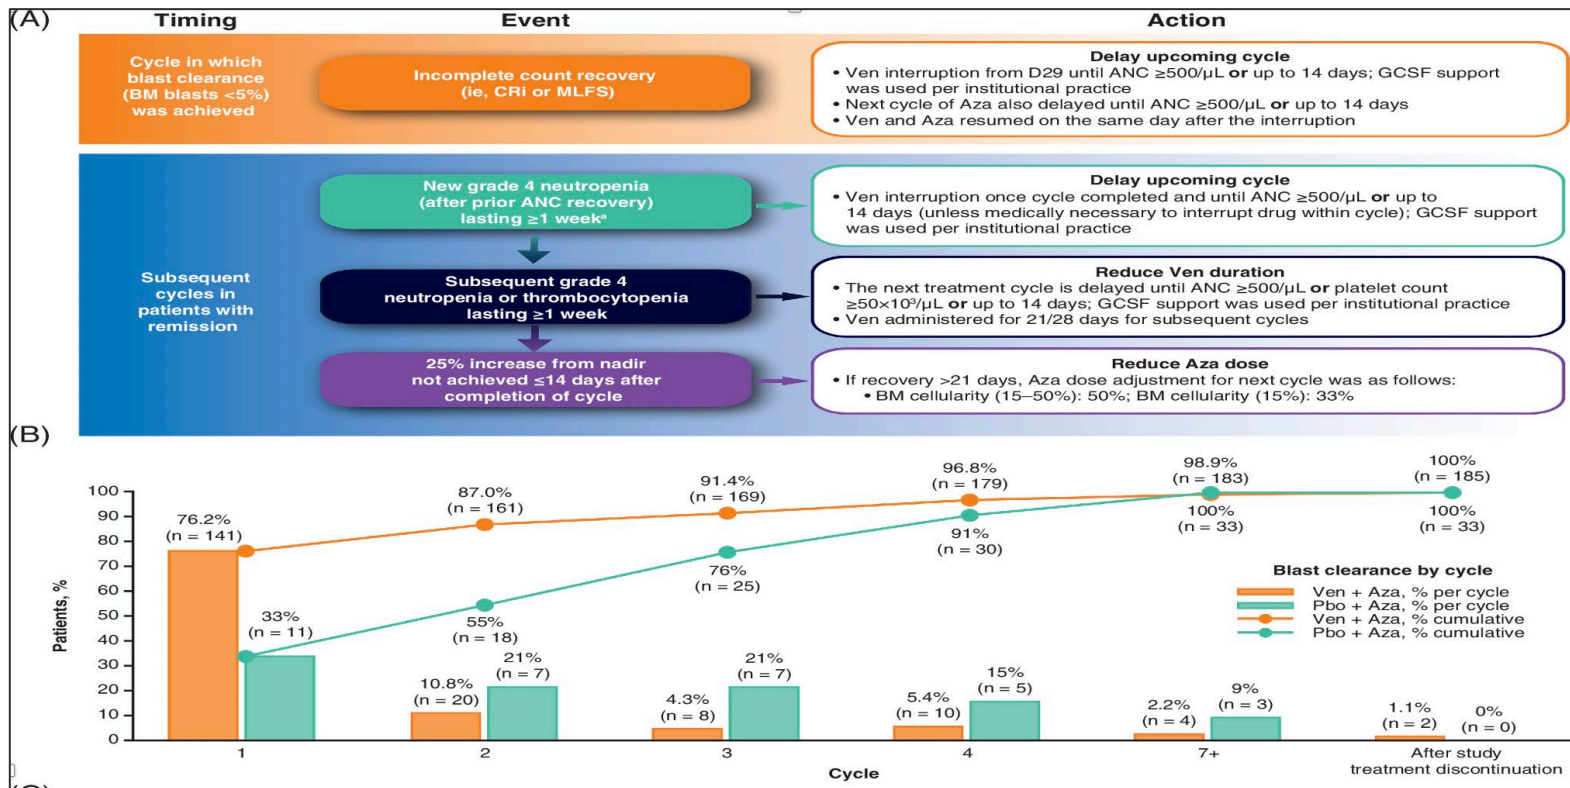 (A)
Timing Event Action
Cycle in which
blast clearance
(BM blasts <5%)
was achieved
Incomplete count recovery
(ie, CRi or MLFS)
Delay upcoming cycle
• Ven interruption from D29 until ANC ≥500/µL or up to 14 days; GCSF support
was used per institutional practice
• Next cycle of Aza also delayed until ANC ≥500/µL or up to 14 days
• Ven and Aza resumed on the same day after the interruption
Subsequent
cycles in
patients with
remission
New grade 4 neutropenia
(after prior ANC recovery)
lasting ≥1 weekᵃ
Delay upcoming cycle
• Ven interruption once cycle completed and until ANC ≥500/µL or up to
14 days (unless medically necessary to interrupt drug within cycle); GCSF support
was used per institutional practice
Subsequent grade 4
neutropenia or thrombocytopenia
lasting ≥1 week
Reduce Ven duration
• The next treatment cycle is delayed until ANC ≥500/µL or platelet count
≥50×10³/µL or up to 14 days; GCSF support was used per institutional practice
• Ven administered for 21/28 days for subsequent cycles
25% increase from nadir
not achieved ≤14 days after
completion of cycle
Reduce Aza dose
• If recovery >21 days, Aza dose adjustment for next cycle was as follows:
• BM cellularity (15–50%): 50%; BM cellularity (15%): 33%
(B)
Patients, %
100
90
80
70
60
50
40
30
20
10
0
76.2%
(n = 141)
87.0%
(n = 161)
91.4%
(n = 169)
96.8%
(n = 179)
98.9%
(n = 183)
100%
(n = 185)
33%
(n = 11)
55%
(n = 18)
76%
(n = 25)
91%
(n = 30)
100%
(n = 33)
100%
(n = 33)
Blast clearance by cycle
Ven + Aza, % per cycle
Pbo + Aza, % per cycle
Ven + Aza, % cumulative
Pbo + Aza, % cumulative
10.8%
(n = 20)
21%
(n = 7)
4.3%
(n = 8)
21%
(n = 7)
5.4%
(n = 10)
15%
(n = 5)
2.2%
(n = 4)
9%
(n = 3)
1.1%
(n = 2)
0%
(n = 0)
1 2 3 4 7+ After study
treatment discontinuation
Cycle